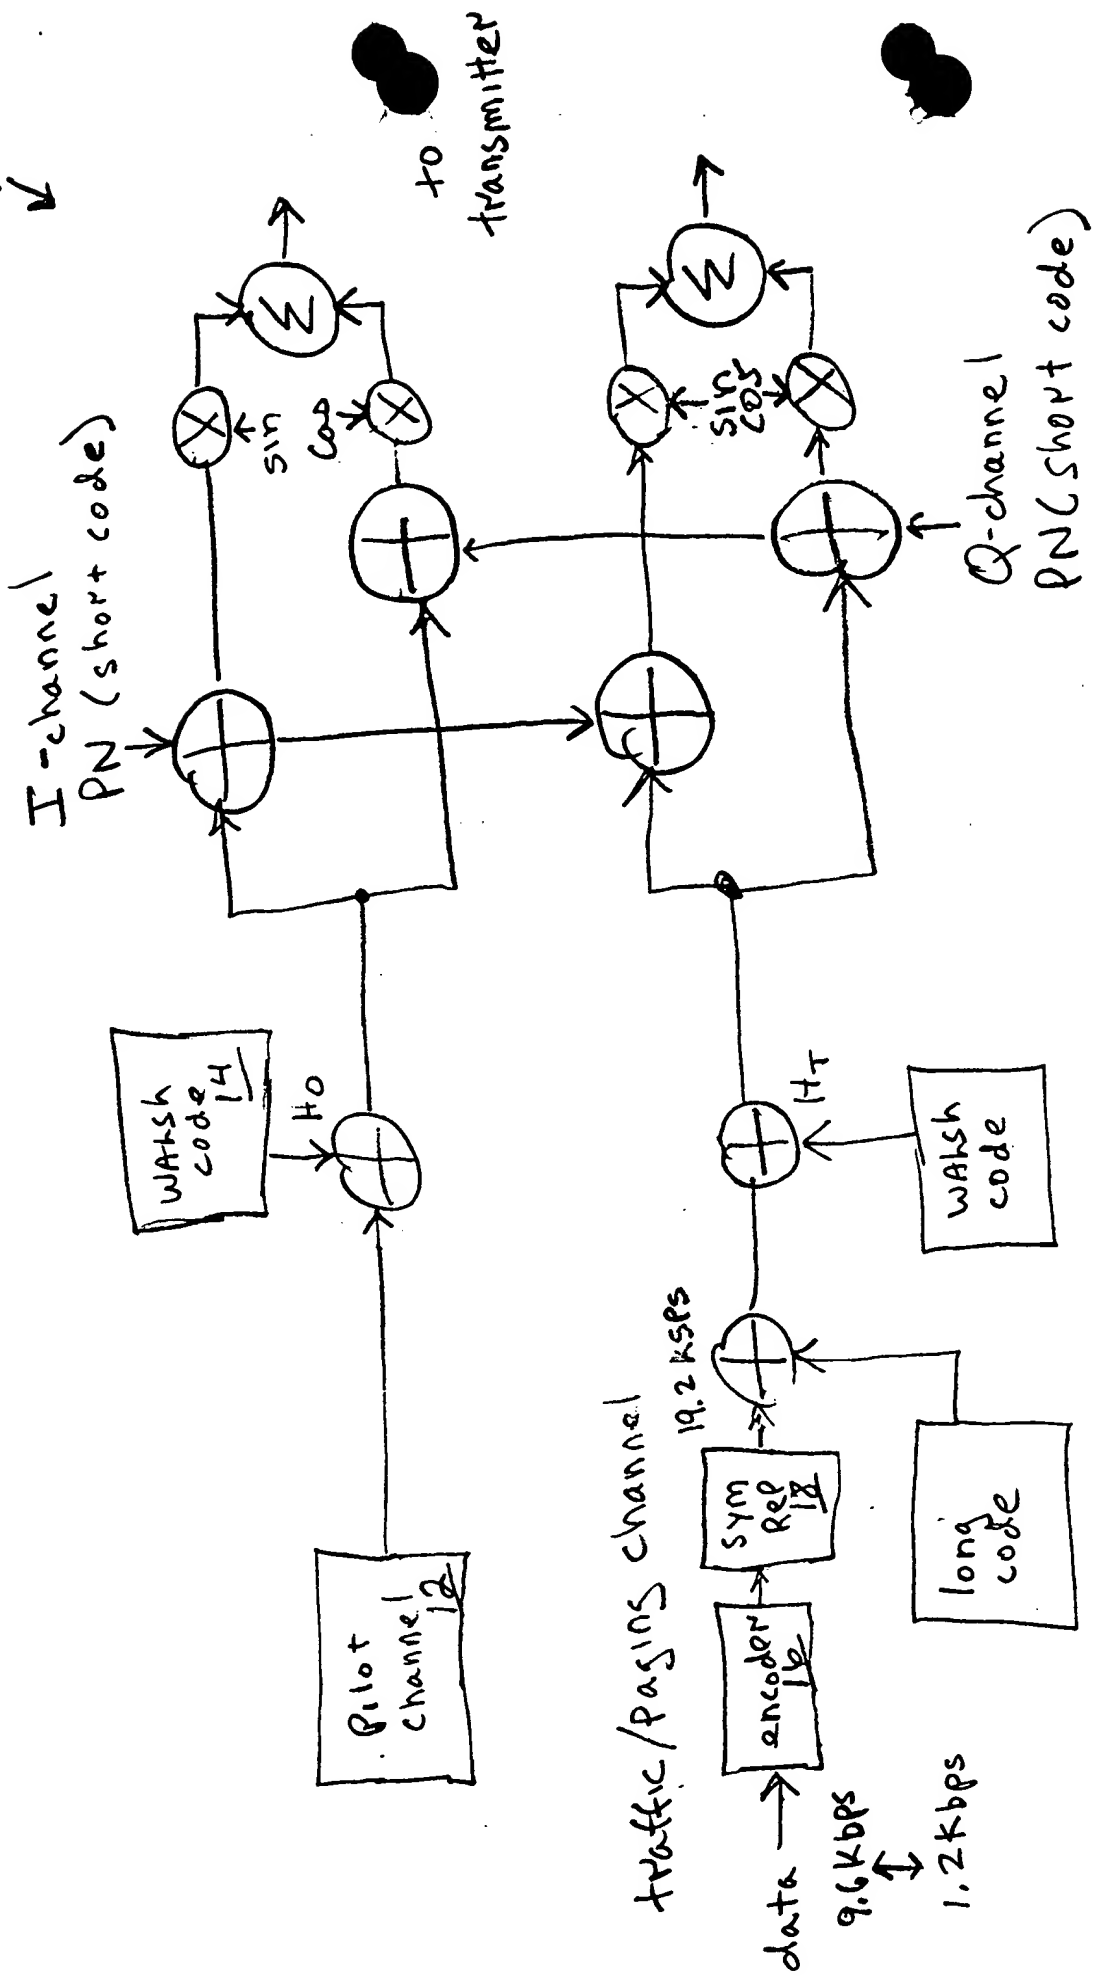 I-channel
PN (short code)
Walsh
code
14
H0
Pilot
channel
12
sin
cos
Σ
to
transmitter
traffic/Paging channel
data
9.6Kbps
1.2Kbps
encoder
16
sym
Rep
18
19.2 KSPS
long
code
HT
Walsh
code
sin
cos
Σ
Q-channel
PN (short code)